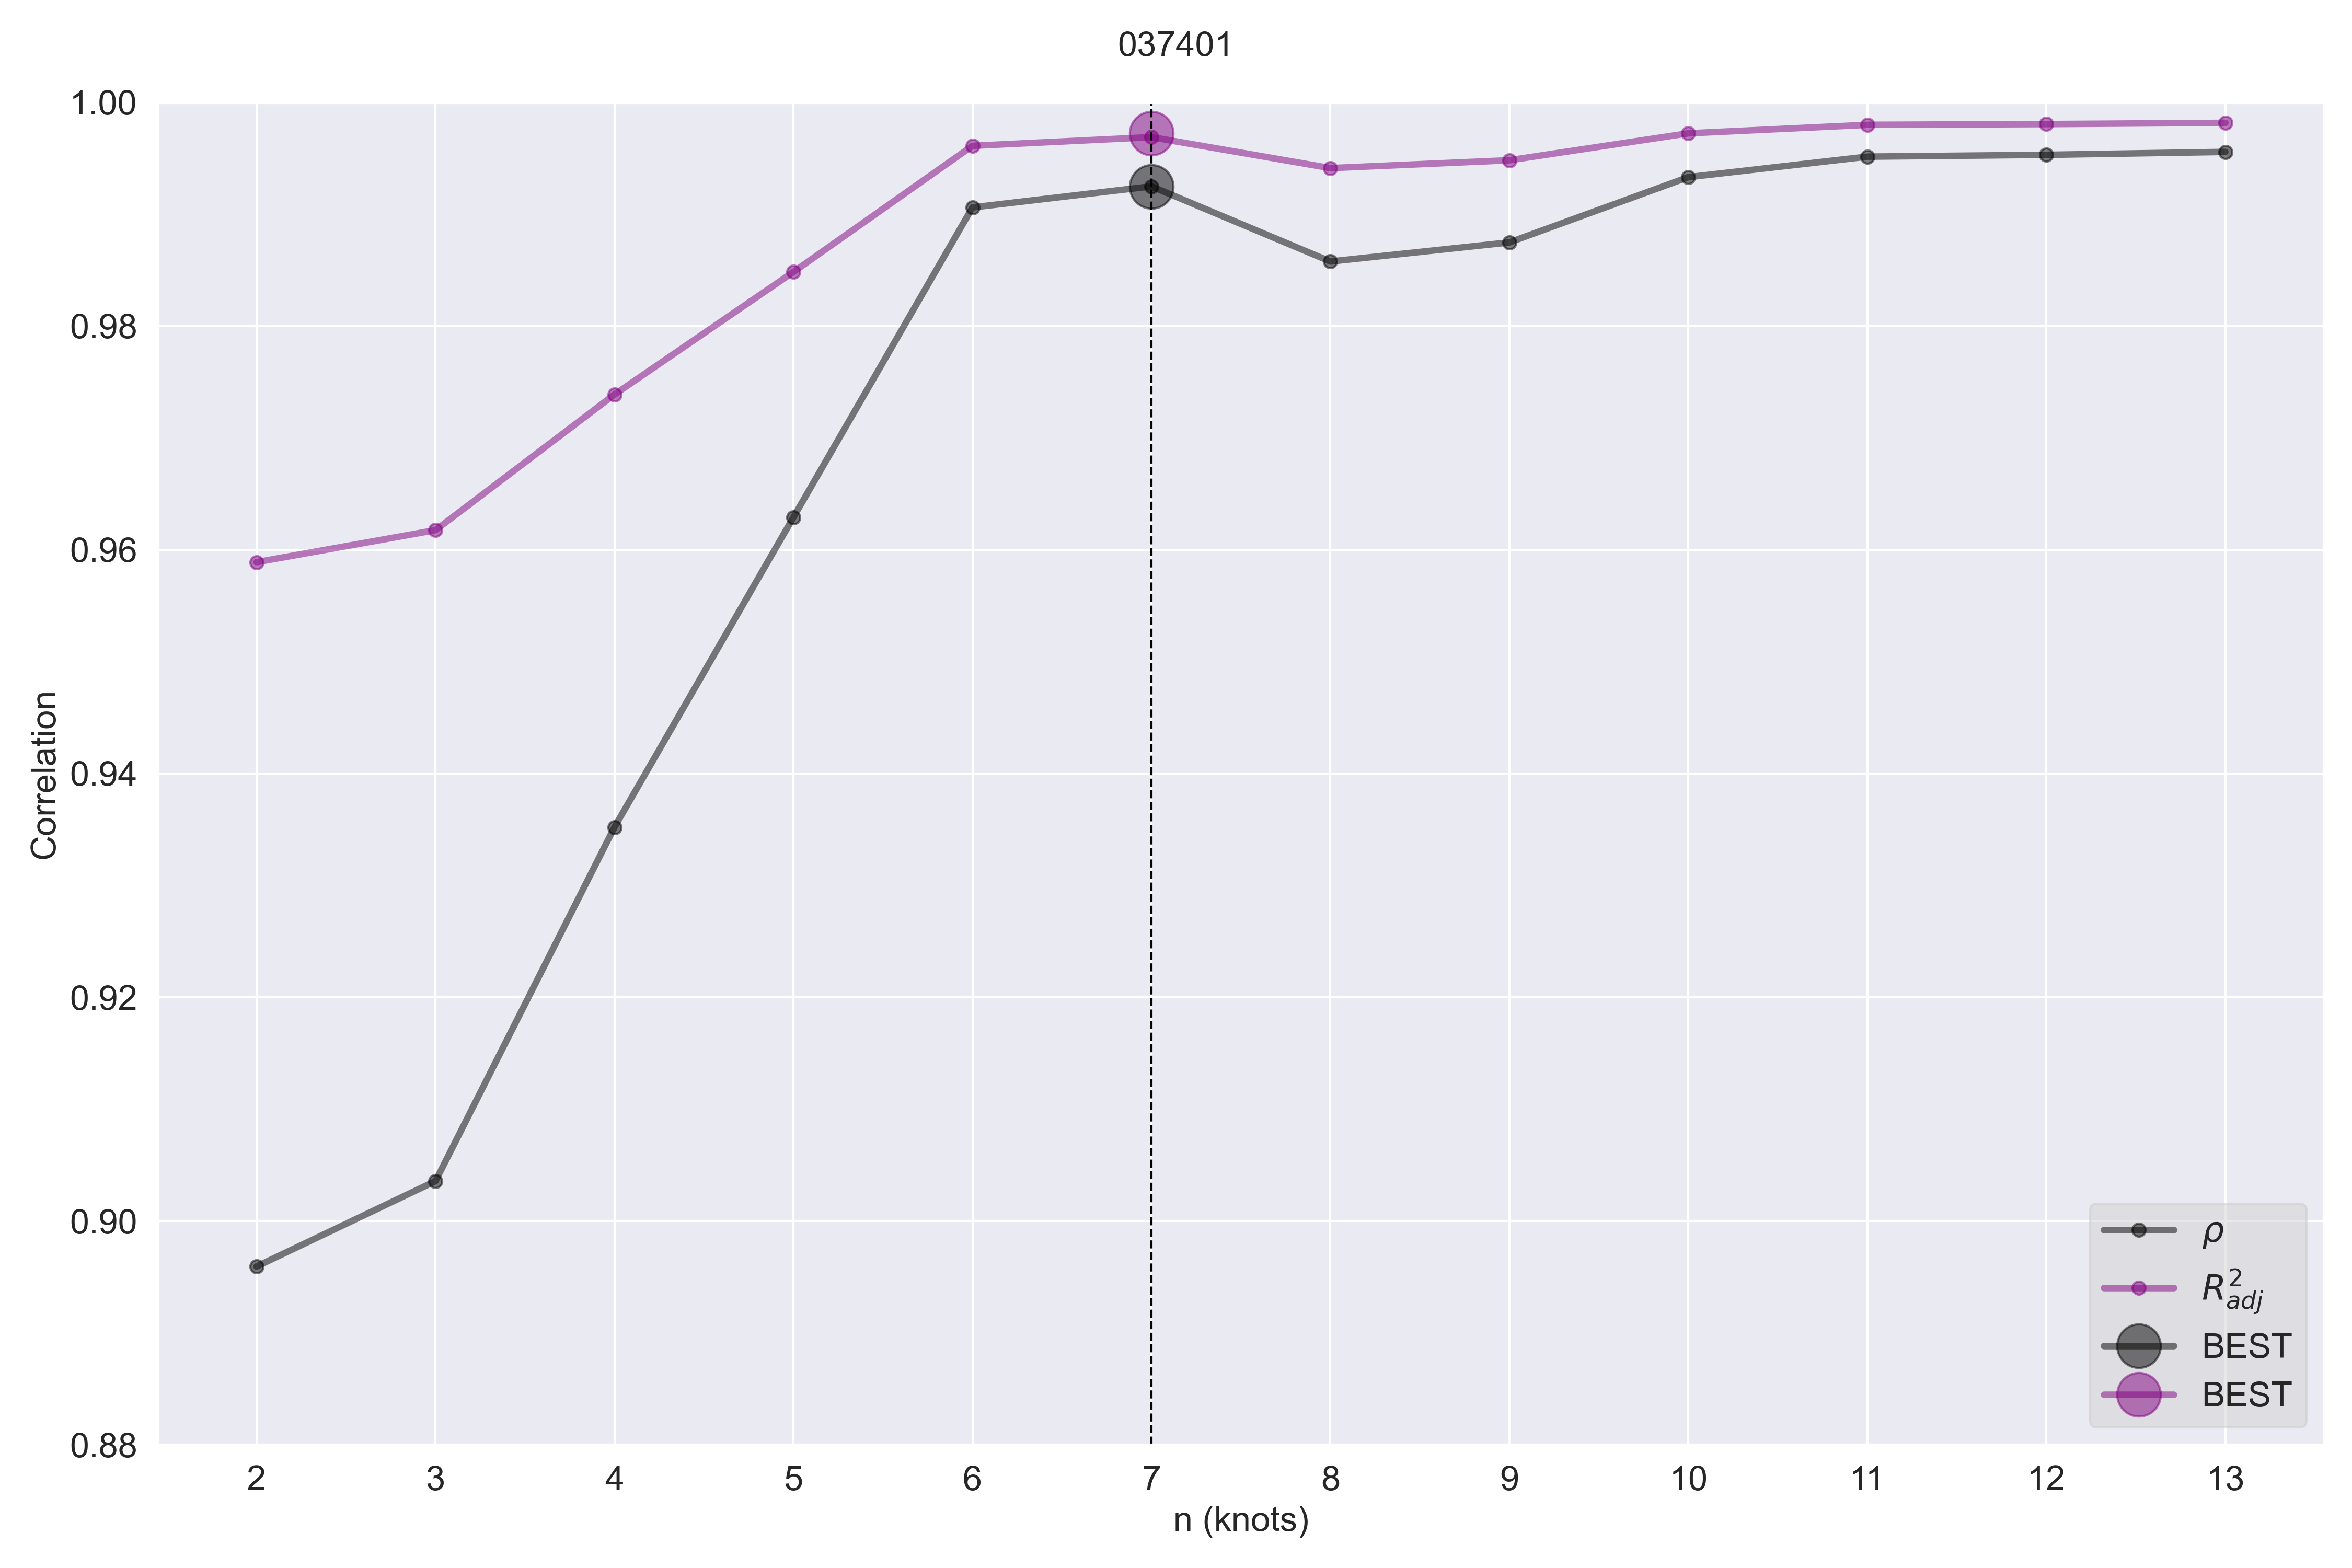 037401
1.00
0.98
0.96
0.94
0.92
0.90
0.88
Correlation
2 3 4 5 6 7 8 9 10 11 12 13
n (knots)
ρ
R²adj
BEST
BEST